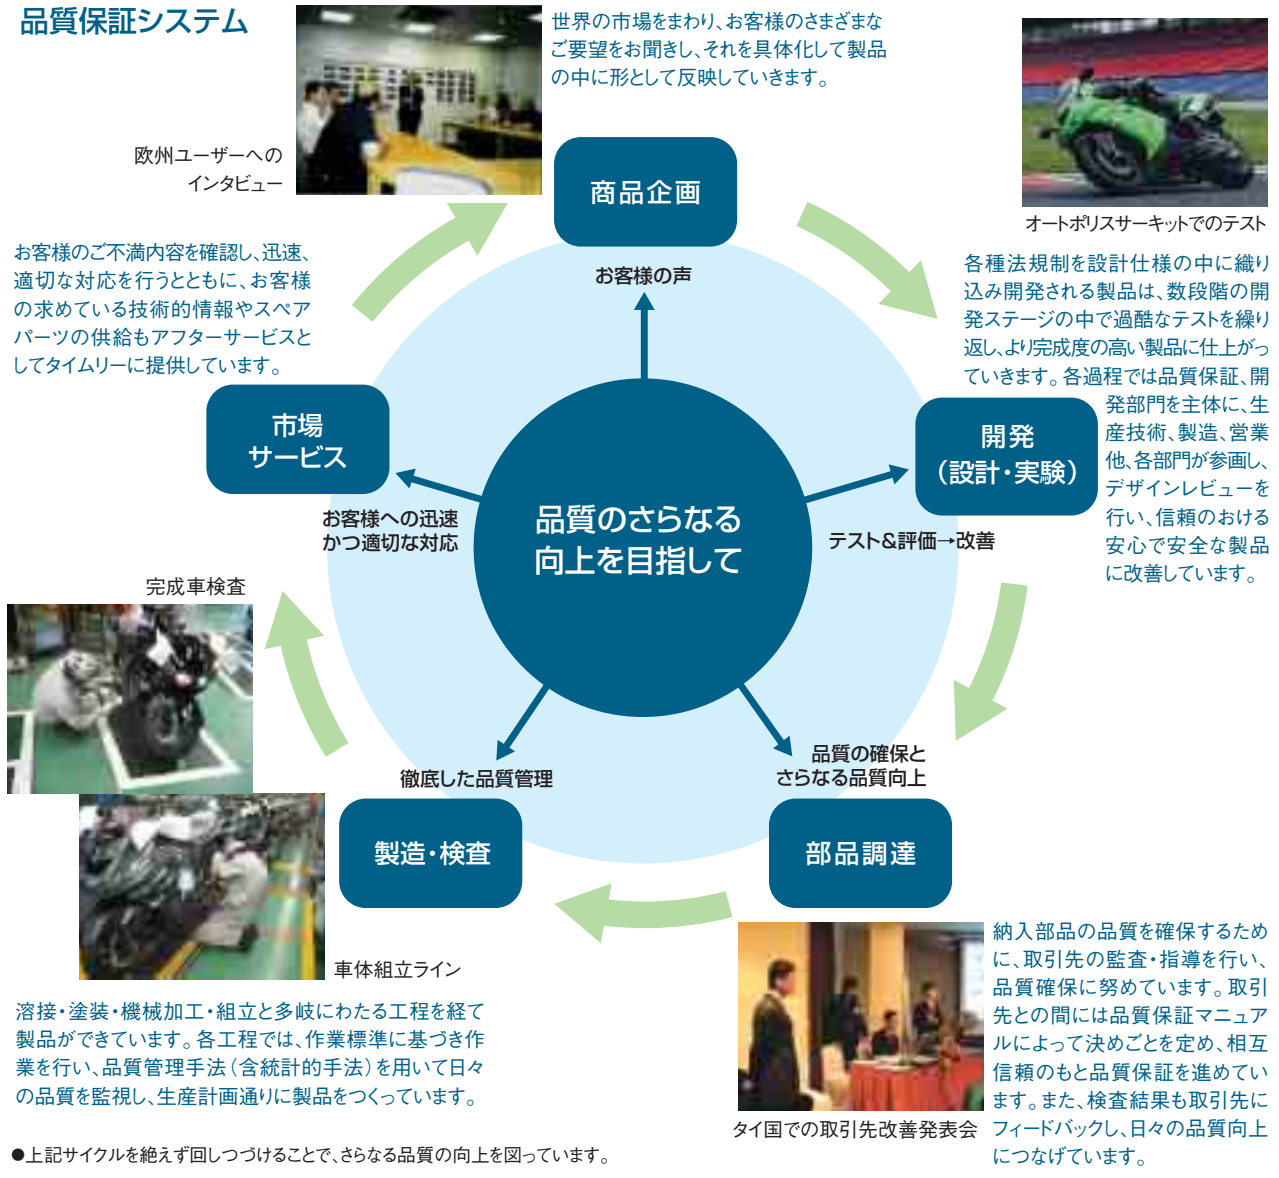 品質保証システム
世界の市場をまわり、お客様のさまざまな
ご要望をお聞きし、それを具体化して製品
の中に形として反映していきます。
欧州ユーザーへの
インタビュー
商品企画
お客様の声
オートポリスサーキットでのテスト
各種法規制を設計仕様の中に織り
込み開発される製品は、数段階の開
発ステージの中で過酷なテストを繰り
返し、より完成度の高い製品に仕上がっ
ていきます。各過程では品質保証、開
発部門を主体に、生
産技術、製造、営業
他、各部門が参画し、
デザインレビューを
行い、信頼のおける
安心で安全な製品
に改善しています。
開発
（設計・実験）
テスト&評価→改善
お客様のご不満内容を確認し、迅速、
適切な対応を行うとともに、お客様
の求めている技術的情報やスペア
パーツの供給もアフターサービスと
してタイムリーに提供しています。
市場
サービス
お客様への迅速
かつ適切な対応
品質のさらなる
向上を目指して
完成車検査
徹底した品質管理
製造・検査
品質の確保と
さらなる品質向上
部品調達
車体組立ライン
溶接・塗装・機械加工・組立と多岐にわたる工程を経て
製品ができています。各工程では、作業標準に基づき作
業を行い、品質管理手法（含統計的手法）を用いて日々
の品質を監視し、生産計画通りに製品をつくっています。
タイ国での取引先改善発表会
納入部品の品質を確保するため
に、取引先の監査・指導を行い、
品質確保に努めています。取引
先との間には品質保証マニュア
ルによって決めごとを定め、相互
信頼のもと品質保証を進めてい
ます。また、検査結果も取引先に
フィードバックし、日々の品質向上
につなげています。
●上記サイクルを絶えず回しつづけることで、さらなる品質の向上を図っています。